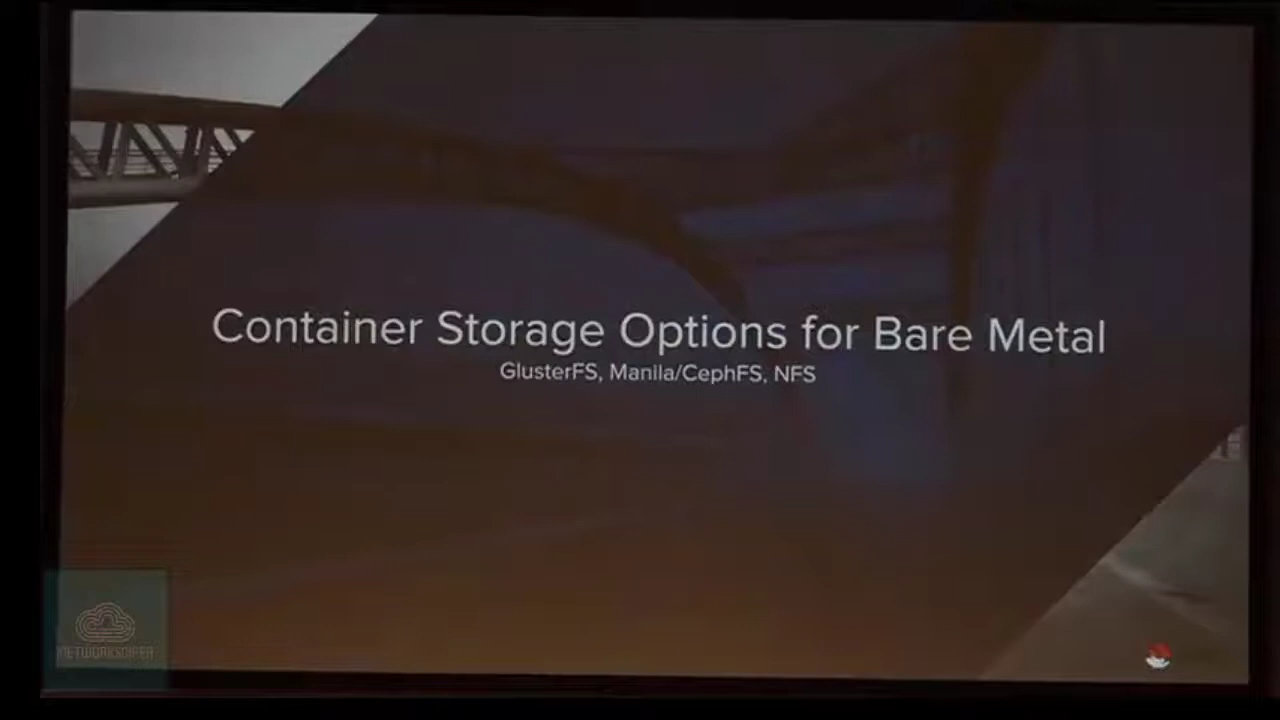 Container Storage Options for Bare Metal
GlusterFS, Manila/CephFS, NFS